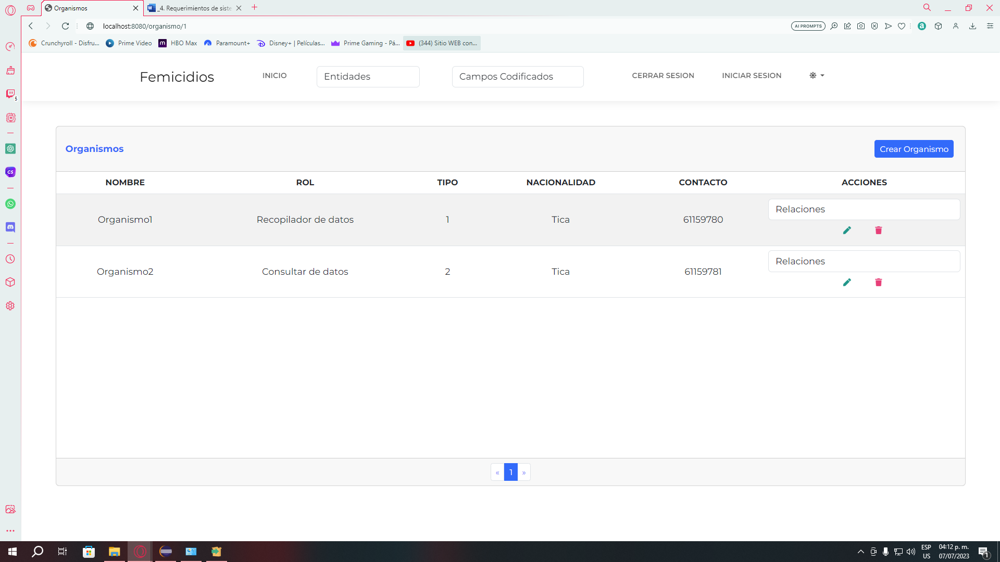 Organismos
_4. Requerimientos de siste
localhost:8080/organismo/1
AI PROMPTS
Crunchyroll - Disfru...
Prime Video
HBO Max
Paramount+
Disney+ | Películas...
Prime Gaming - Pá...
(344) Sitio WEB con...
Femicidios
INICIO
Entidades
Campos Codificados
CERRAR SESION
INICIAR SESION
5
CS
Organismos
Crear Organismo
NOMBRE
ROL
TIPO
NACIONALIDAD
CONTACTO
ACCIONES
Organismo1
Recopilador de datos
1
Tica
61159780
Relaciones
Organismo2
Consultar de datos
2
Tica
61159781
Relaciones
« 1 »
ESP
US
04:12 p. m.
07/07/2023
1